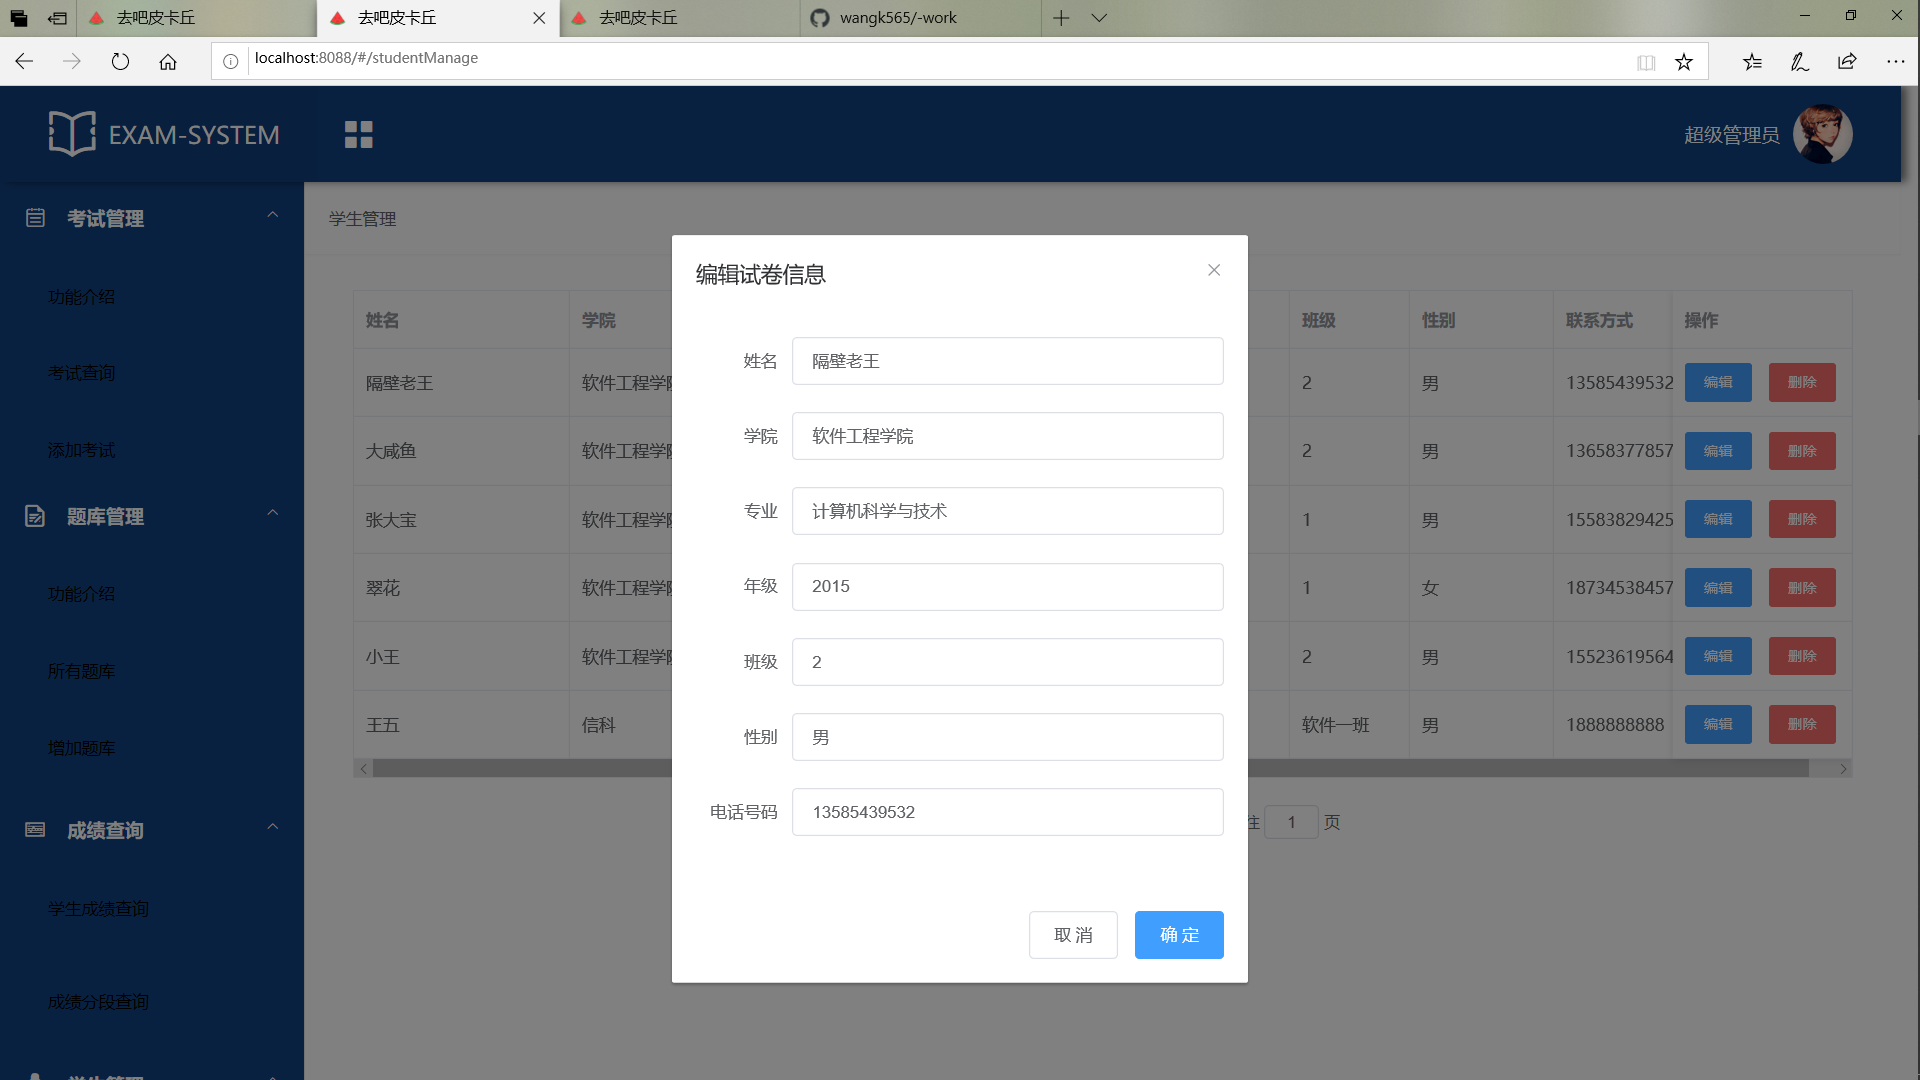 去吧皮卡丘
去吧皮卡丘
去吧皮卡丘
wangk565/-work
localhost:8088/#/studentManage
EXAM-SYSTEM
超级管理员
考试管理
功能介绍
考试查询
添加考试
题库管理
功能介绍
所有题库
增加题库
成绩查询
学生成绩查询
成绩分段查询
学生管理
学生管理
姓名 学院 班级 性别 联系方式 操作
隔壁老王 软件工程学院 2 男 13585439532 编辑 删除
大咸鱼 软件工程学院 2 男 13658377857 编辑 删除
张大宝 软件工程学院 1 男 15583829425 编辑 删除
翠花 软件工程学院 1 女 18734538457 编辑 删除
小王 软件工程学院 2 男 15523619564 编辑 删除
王五 信科 软件一班 男 1888888888 编辑 删除
往 1 页
编辑试卷信息
姓名 隔壁老王
学院 软件工程学院
专业 计算机科学与技术
年级 2015
班级 2
性别 男
电话号码 13585439532
取 消 确 定